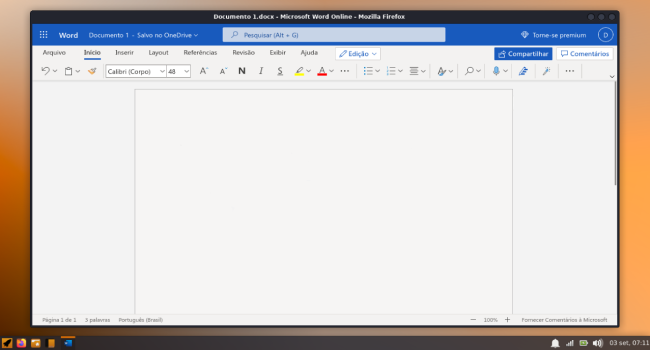 Documento 1.docx - Microsoft Word Online - Mozilla Firefox
Word Documento 1 - Salvo no OneDrive Pesquisar (Alt + G) Torne-se premium D
Arquivo Início Inserir Layout Referências Revisão Exibir Ajuda Edição Compartilhar Comentários
Calibri (Corpo) 48 A A N I S A
Página 1 de 1 3 palavras Português (Brasil) 100% Fornecer Comentários à Microsoft
03 set, 07:11